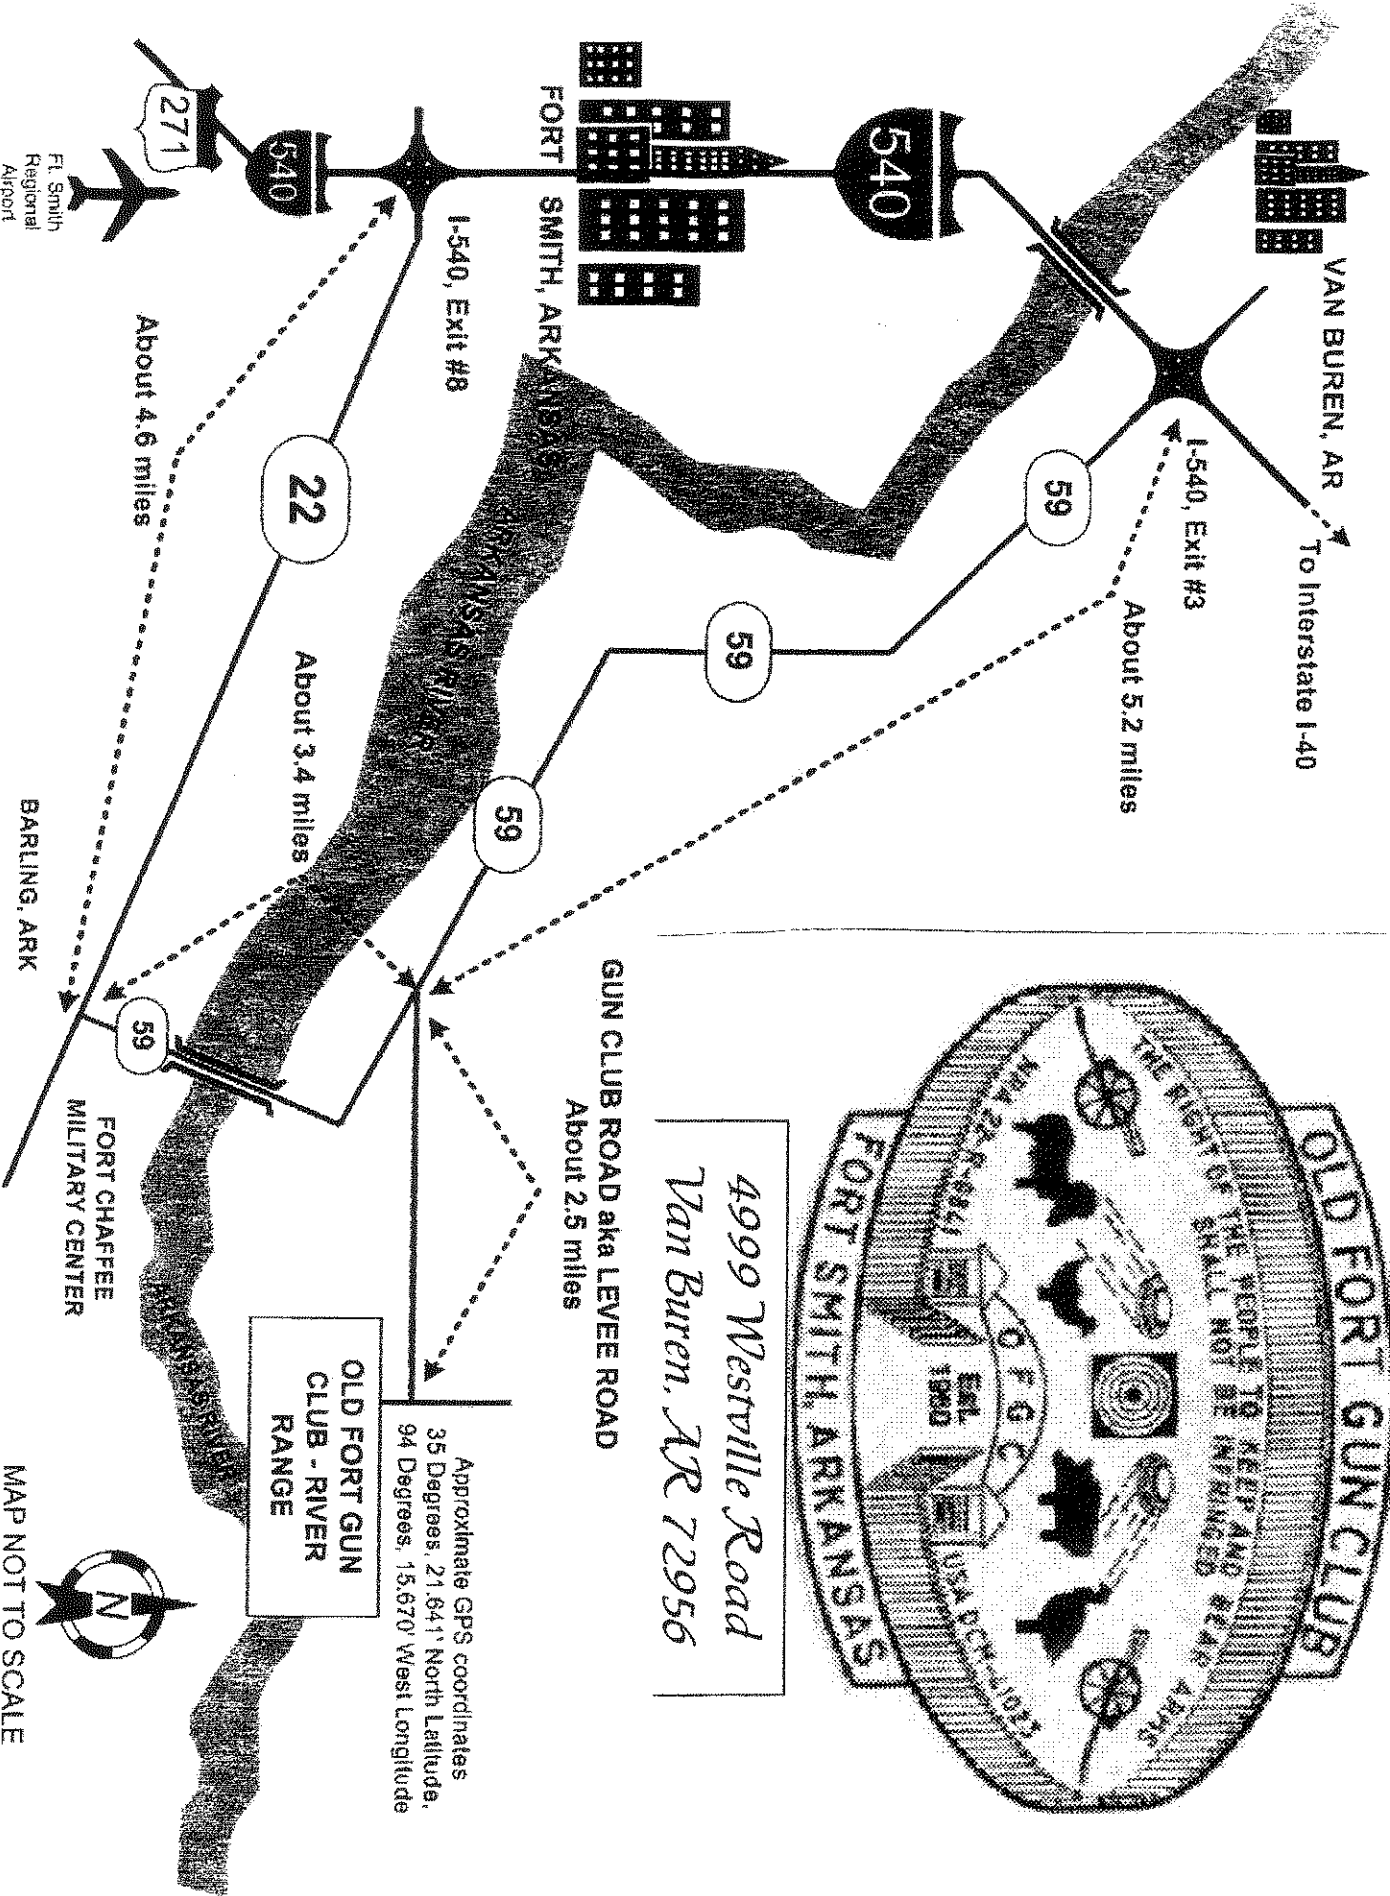 VAN BUREN, AR
To Interstate I-40
I-540, Exit #3
About 5.2 miles
540
59
59
59
FORT SMITH, ARKANSAS
I-540, Exit #8
540
271
Ft. Smith
Regional
Airport
22
About 4.6 miles
ARKANSAS RIVER
About 3.4 miles
BARLING, ARK
59
FORT CHAFFEE
MILITARY CENTER
ARKANSAS RIVER
OLD FORT GUN CLUB
THE RIGHT OF THE PEOPLE TO KEEP AND BEAR ARMS
SHALL NOT BE INFRINGED
OFGC
Est.
1960
USA DCM-41023
FORT SMITH, ARKANSAS
4999 Westville Road
Van Buren, AR 72956
GUN CLUB ROAD aka LEVEE ROAD
About 2.5 miles
Approximate GPS coordinates
35 Degrees, 21.641' North Latitude,
94 Degrees, 15.670' West Longitude
OLD FORT GUN
CLUB - RIVER
RANGE
N
MAP NOT TO SCALE